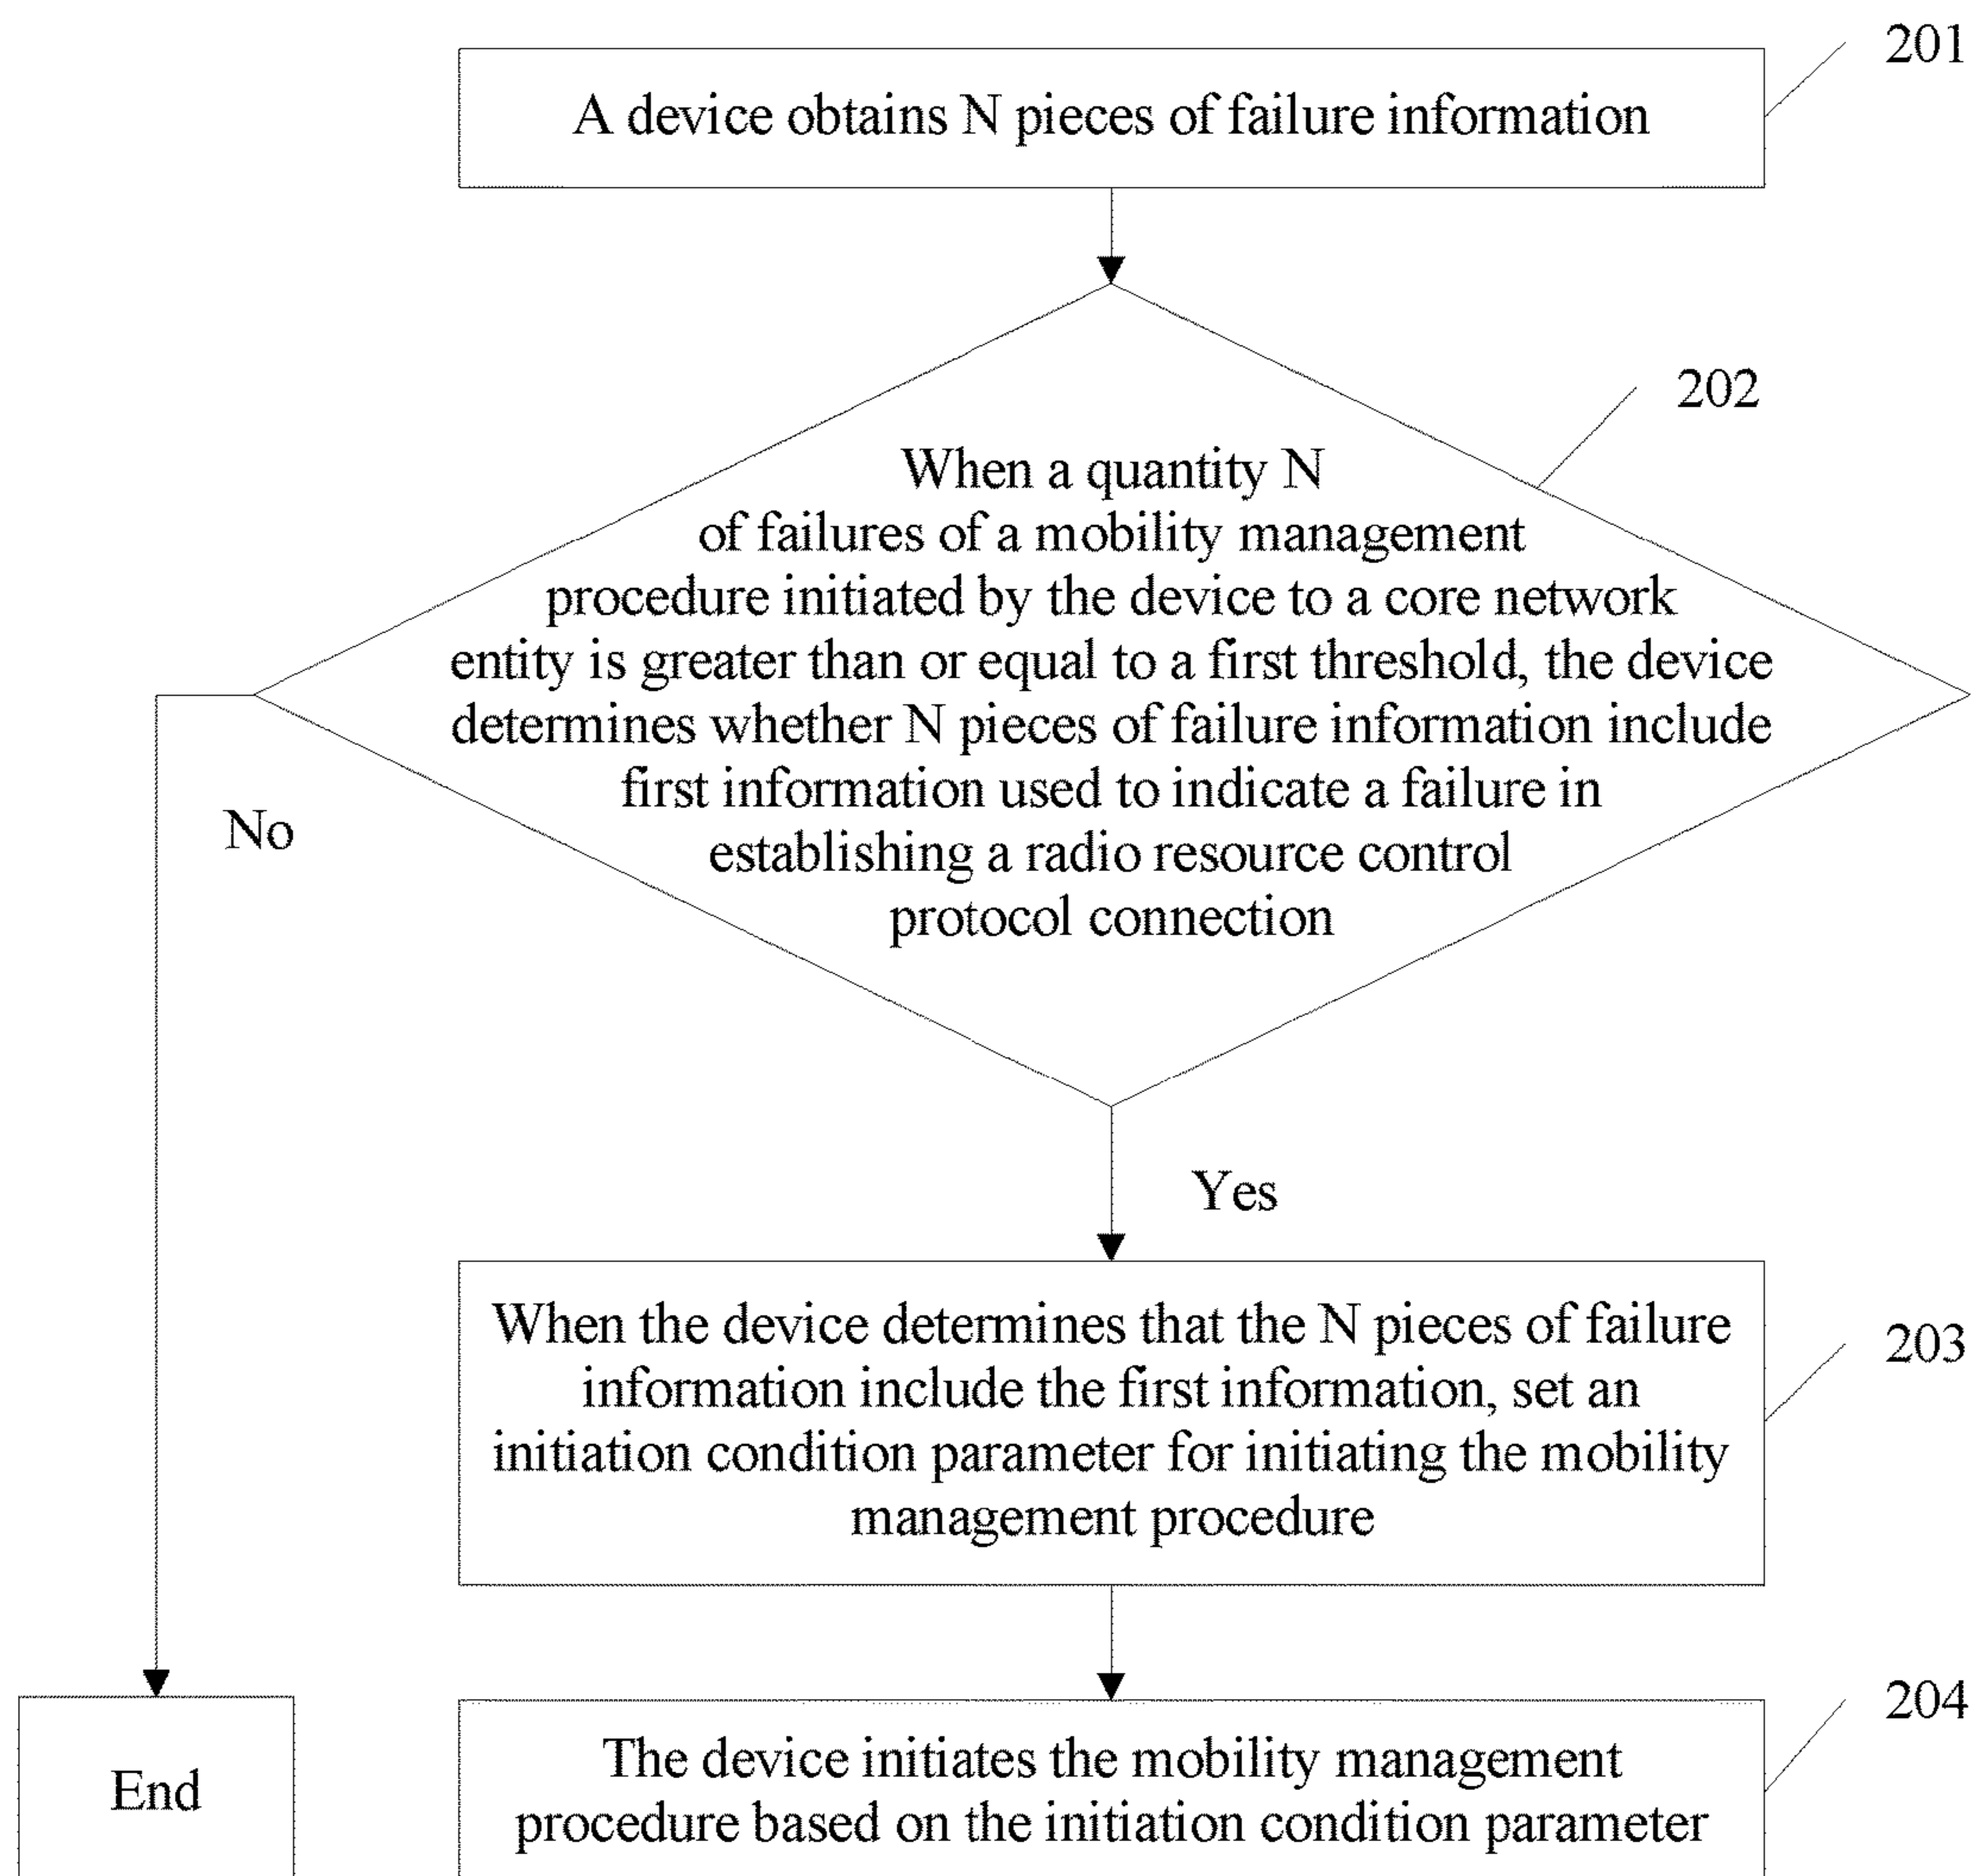 201
A device obtains N pieces of failure information
202
When a quantity N
of failures of a mobility management
procedure initiated by the device to a core network
entity is greater than or equal to a first threshold, the device
determines whether N pieces of failure information include
first information used to indicate a failure in
establishing a radio resource control
protocol connection
No
Yes
203
When the device determines that the N pieces of failure
information include the first information, set an
initiation condition parameter for initiating the mobility
management procedure
204
The device initiates the mobility management
procedure based on the initiation condition parameter
End